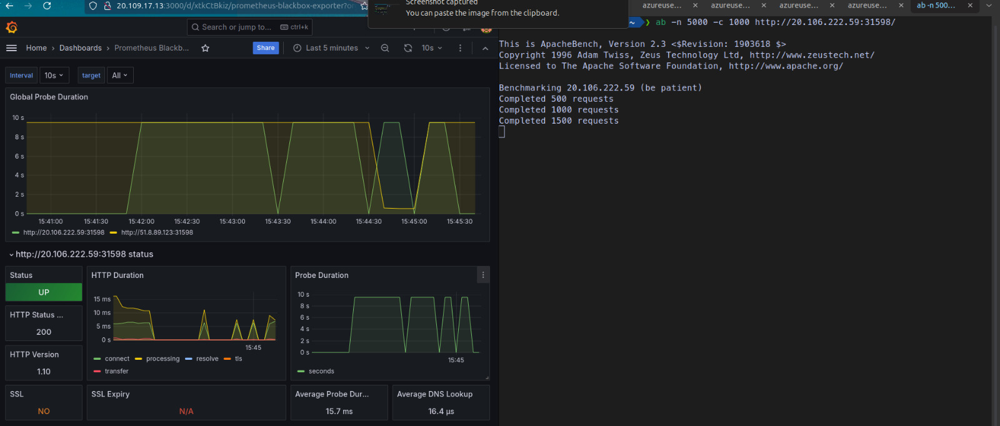 20.109.17.13:3000/d/xtkCtBkiz/prometheus-blackbox-exporter?
Screenshot captured
You can paste the image from the clipboard.
azureuse...
azureuse...
azureuse...
azureuse...
ab -n 500...
Search or jump to...
ctrl+k
Home
Dashboards
Prometheus Blackb...
Share
Last 5 minutes
10s
Interval
10s
target
All
Global Probe Duration
10 s
8 s
6 s
4 s
2 s
0 s
15:41:00
15:41:30
15:42:00
15:42:30
15:43:00
15:43:30
15:44:00
15:44:30
15:45:00
15:45:30
http://20.106.222.59:31598
http://51.8.89.123:31598
http://20.106.222.59:31598 status
Status
UP
HTTP Status ...
200
HTTP Version
1.10
SSL
NO
HTTP Duration
15 ms
10 ms
5 ms
0 s
15:45
connect
processing
resolve
tls
transfer
SSL Expiry
N/A
Probe Duration
10 s
8 s
6 s
4 s
2 s
0 s
15:45
seconds
Average Probe Dur...
15.7 ms
Average DNS Lookup
16.4 µs
~ ❯ ab -n 5000 -c 1000 http://20.106.222.59:31598/
This is ApacheBench, Version 2.3 <$Revision: 1903618 $>
Copyright 1996 Adam Twiss, Zeus Technology Ltd, http://www.zeustech.net/
Licensed to The Apache Software Foundation, http://www.apache.org/
Benchmarking 20.106.222.59 (be patient)
Completed 500 requests
Completed 1000 requests
Completed 1500 requests